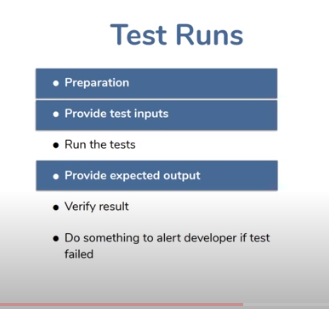 Test Runs
• Preparation
• Provide test inputs
• Run the tests
• Provide expected output
• Verify result
• Do something to alert developer if test
failed